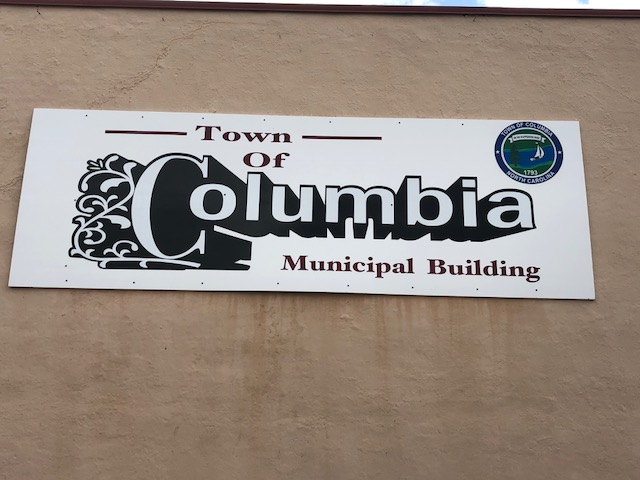 Town
Of
Columbia
Municipal Building
TOWN OF COLUMBIA
1793
NORTH CAROLINA